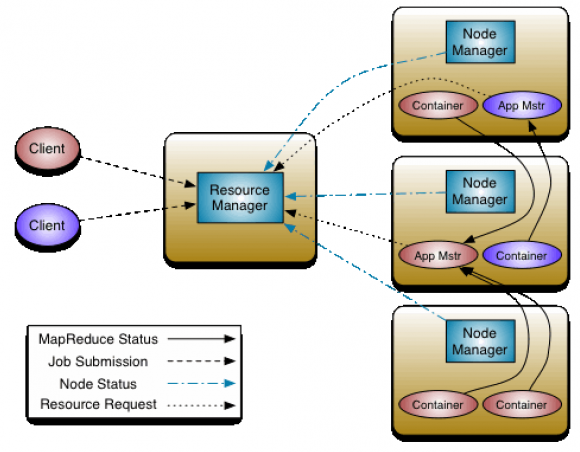 Client
Client
Resource
Manager
Node
Manager
Container
App Mstr
Node
Manager
App Mstr
Container
Node
Manager
Container
Container
MapReduce Status
Job Submission
Node Status
Resource Request